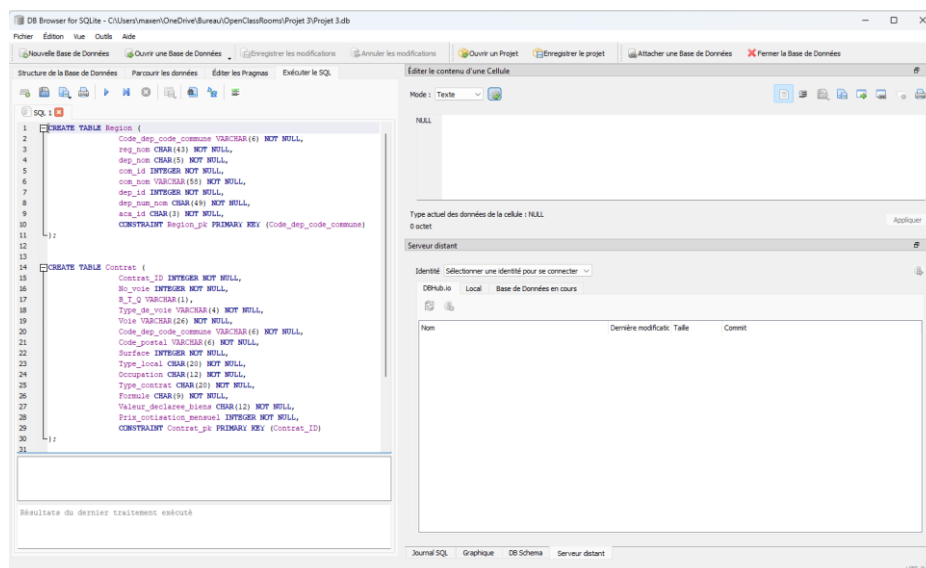 DB Browser for SQLite - C:\Users\maxen\OneDrive\Bureau\OpenClassRooms\Projet 3\Projet 3.db
Fichier Édition Vue Outils Aide
Nouvelle Base de Données Ouvrir une Base de Données Enregistrer les modifications Annuler les modifications Ouvrir un Projet Enregistrer le projet Attacher une Base de Données Fermer la Base de Données
Structure de la Base de Données Parcourir les données Éditer les Pragmas Exécuter le SQL
SQL 1
1 CREATE TABLE Region (
2 Code_dep_code_commune VARCHAR(6) NOT NULL,
3 reg_nom CHAR(43) NOT NULL,
4 dep_nom CHAR(5) NOT NULL,
5 com_id INTEGER NOT NULL,
6 com_nom VARCHAR(58) NOT NULL,
7 dep_id INTEGER NOT NULL,
8 dep_num_nom CHAR(49) NOT NULL,
9 aca_id CHAR(3) NOT NULL,
10 CONSTRAINT Region_pk PRIMARY KEY (Code_dep_code_commune)
11 );
12
13
14 CREATE TABLE Contrat (
15 Contrat_ID INTEGER NOT NULL,
16 No_voie INTEGER NOT NULL,
17 B_T_Q VARCHAR(1),
18 Type_de_voie VARCHAR(4) NOT NULL,
19 Voie VARCHAR(26) NOT NULL,
20 Code_dep_code_commune VARCHAR(6) NOT NULL,
21 Code_postal VARCHAR(6) NOT NULL,
22 Surface INTEGER NOT NULL,
23 Type_local CHAR(20) NOT NULL,
24 Occupation CHAR(12) NOT NULL,
25 Type_contrat CHAR(20) NOT NULL,
26 Formule CHAR(9) NOT NULL,
27 Valeur_declaree_biens CHAR(12) NOT NULL,
28 Prix_cotisation_mensuel INTEGER NOT NULL,
29 CONSTRAINT Contrat_pk PRIMARY KEY (Contrat_ID)
30 );
31
Résultats du dernier traitement exécuté
Éditer le contenu d'une Cellule
Mode : Texte
NULL
Type actuel des données de la cellule : NULL
0 octet
Appliquer
Serveur distant
Identité Sélectionner une identité pour se connecter
DBHub.io Local Base de Données en cours
Nom Dernière modificatic Taille Commit
Journal SQL Graphique DB Schema Serveur distant